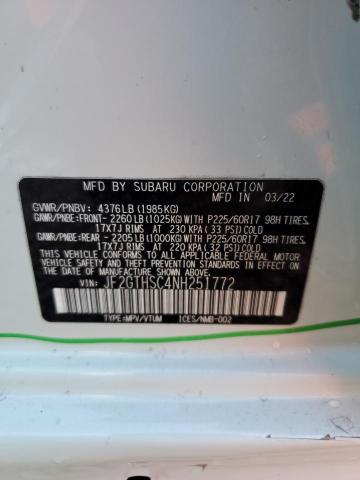 MFD BY SUBARU CORPORATION
MFD IN 03/22
GVWR/PNBV: 4376LB(1985KG)
GAWR/PNBE:FRONT- 2260LB(1025KG)WITH P225/60R17 98H TIRES,
17X7J RIMS AT 230 KPA(33 PSI)COLD
GAWR/PNBE:REAR - 2205LB(1000KG)WITH P225/60R17 98H TIRES,
17X7J RIMS AT 220 KPA(32 PSI)COLD
THIS VEHICLE CONFORMS TO ALL APPLICABLE FEDERAL MOTOR
VEHICLE SAFETY, BUMPER, AND THEFT PREVENTION STANDARDS
IN EFFECT ON THE DATE OF MANUFACTURE SHOWN ABOVE.
VIN: JF2GTHSC4NH251772
TYPE:MPV/VTUM ICES/NMB-002